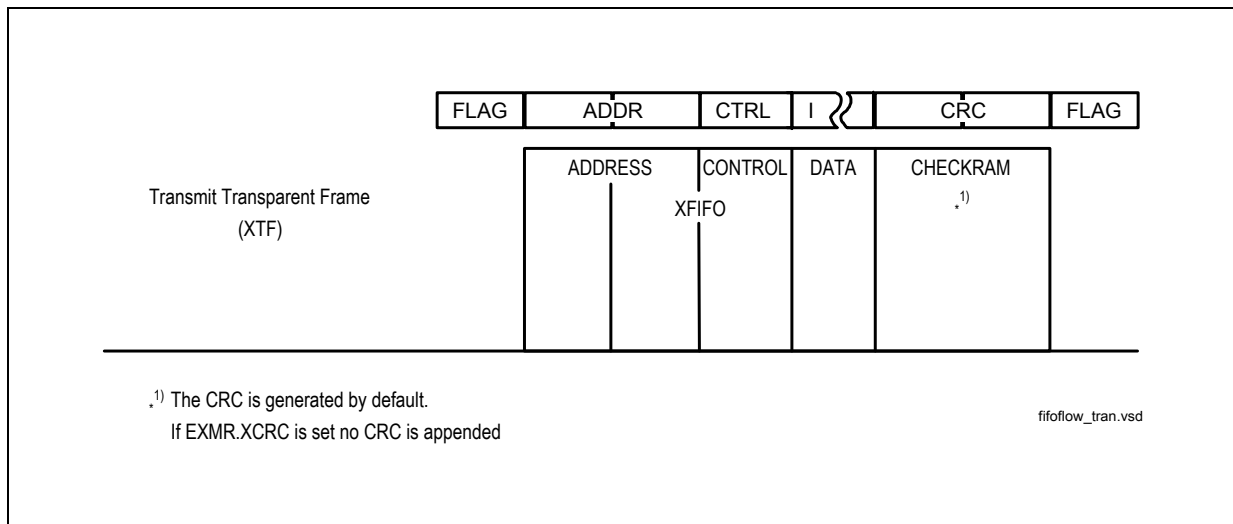 FLAG ADDR CTRL I CRC FLAG
ADDRESS CONTROL DATA CHECKRAM
Transmit Transparent Frame XFIFO *1)
(XTF)
*1) The CRC is generated by default.
If EXMR.XCRC is set no CRC is appended
fifoflow_tran.vsd